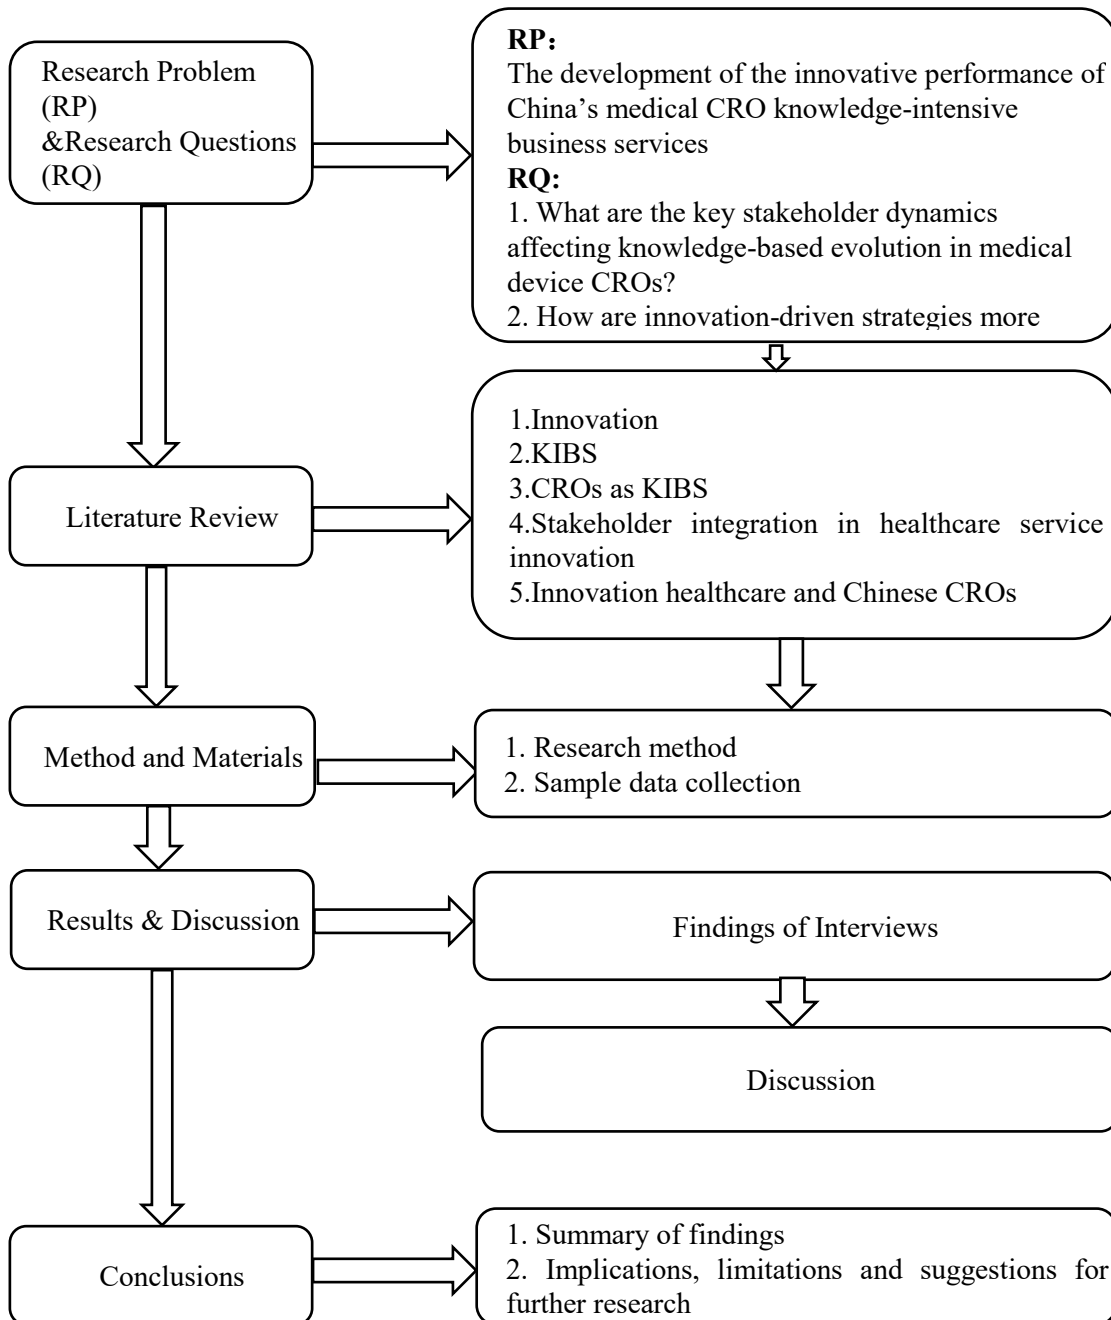 Research Problem
(RP)
&Research Questions
(RQ)
RP：
The development of the innovative performance of
China’s medical CRO knowledge-intensive
business services
RQ:
1. What are the key stakeholder dynamics
affecting knowledge-based evolution in medical
device CROs?
2. How are innovation-driven strategies more
Literature Review
1.Innovation
2.KIBS
3.CROs as KIBS
4.Stakeholder integration in healthcare service
innovation
5.Innovation healthcare and Chinese CROs
Method and Materials
1. Research method
2. Sample data collection
Results & Discussion
Findings of Interviews
Discussion
Conclusions
1. Summary of findings
2. Implications, limitations and suggestions for
further research